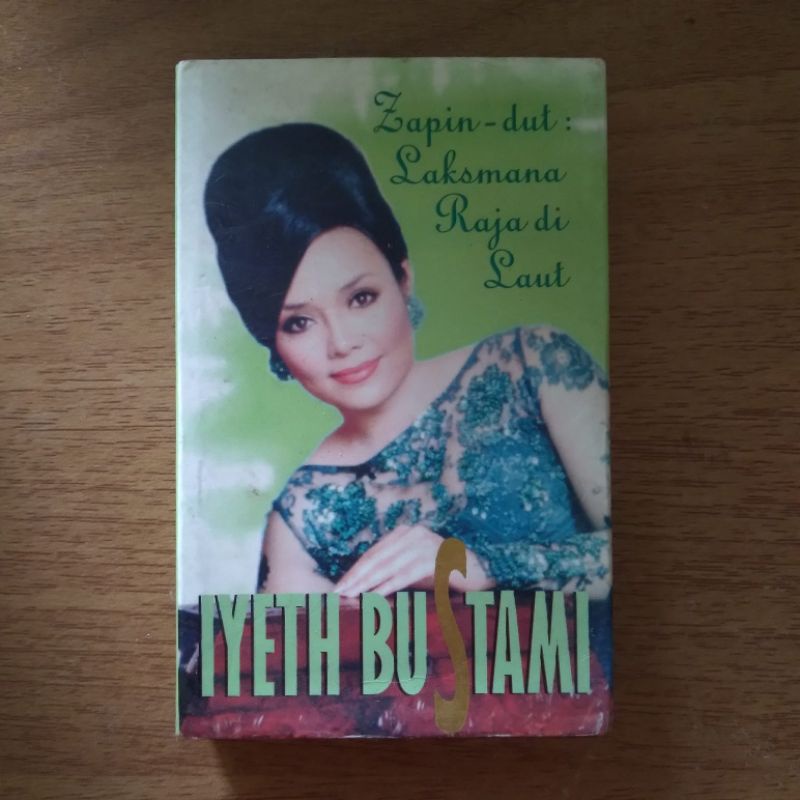 Zapin-dut:
Laksmana
Raja di
Laut
IYETH BUSTAMI